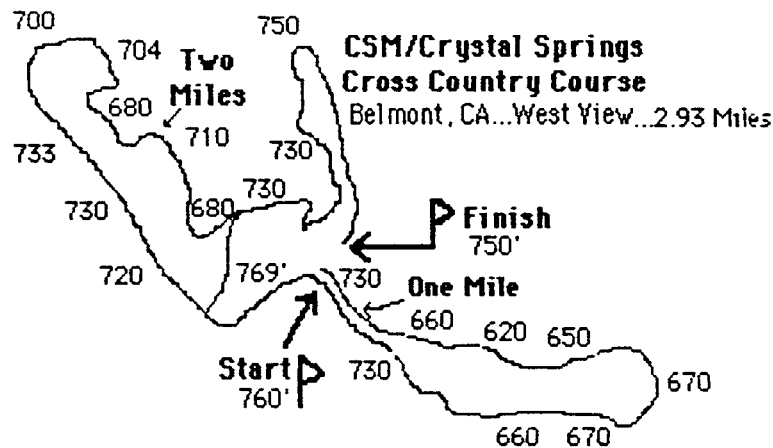 700
704
750
CSM/Crystal Springs
Cross Country Course
Belmont, CA...West View...2.93 Miles
Two
Miles
680
710
733
730
730
730
680
Finish
750'
720
769'
730
One Mile
660
620
650
Start
760'
730
670
660
670